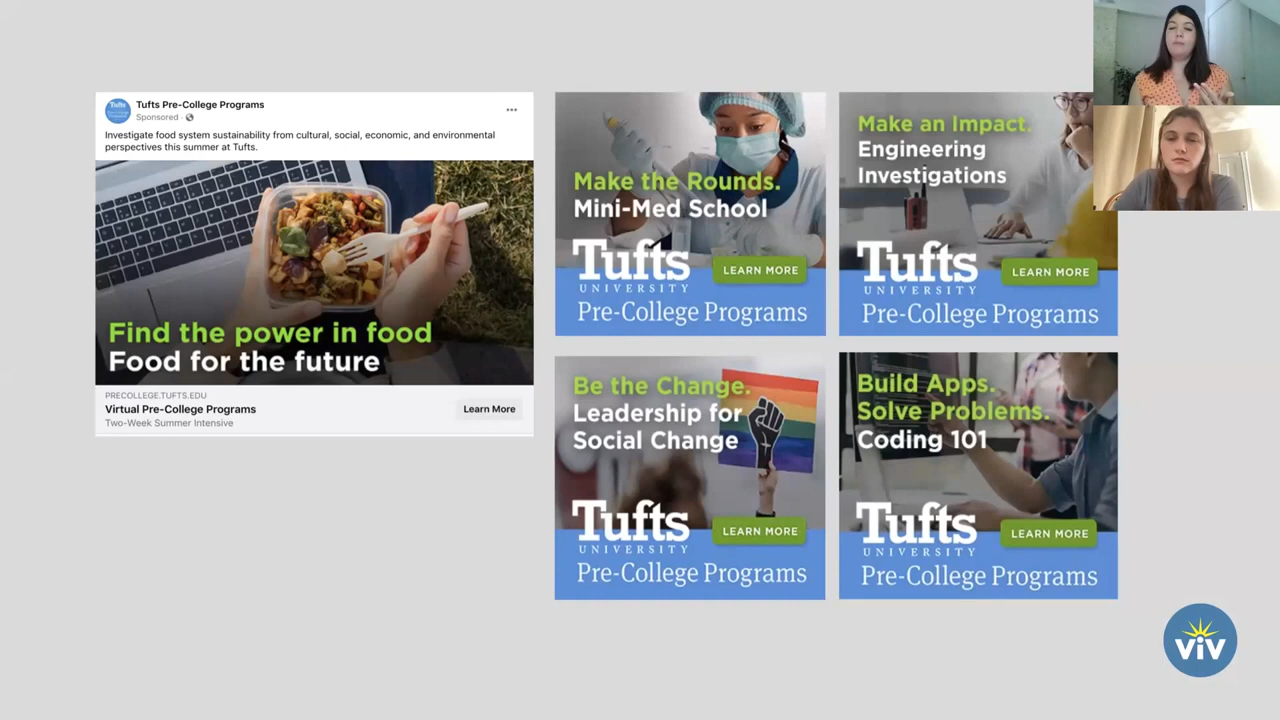 Tufts
Tufts Pre-College Programs
Sponsored ·
Investigate food system sustainability from cultural, social, economic, and environmental
perspectives this summer at Tufts.
Find the power in food
Food for the future
PRECOLLEGE.TUFTS.EDU
Virtual Pre-College Programs
Two-Week Summer Intensive
Learn More
Make the Rounds.
Mini-Med School
Tufts
UNIVERSITY
LEARN MORE
Pre-College Programs
Make an Impact.
Engineering
Investigations
Tufts
UNIVERSITY
LEARN MORE
Pre-College Programs
Be the Change.
Leadership for
Social Change
Tufts
UNIVERSITY
LEARN MORE
Pre-College Programs
Build Apps.
Solve Problems.
Coding 101
Tufts
UNIVERSITY
LEARN MORE
Pre-College Programs
viv